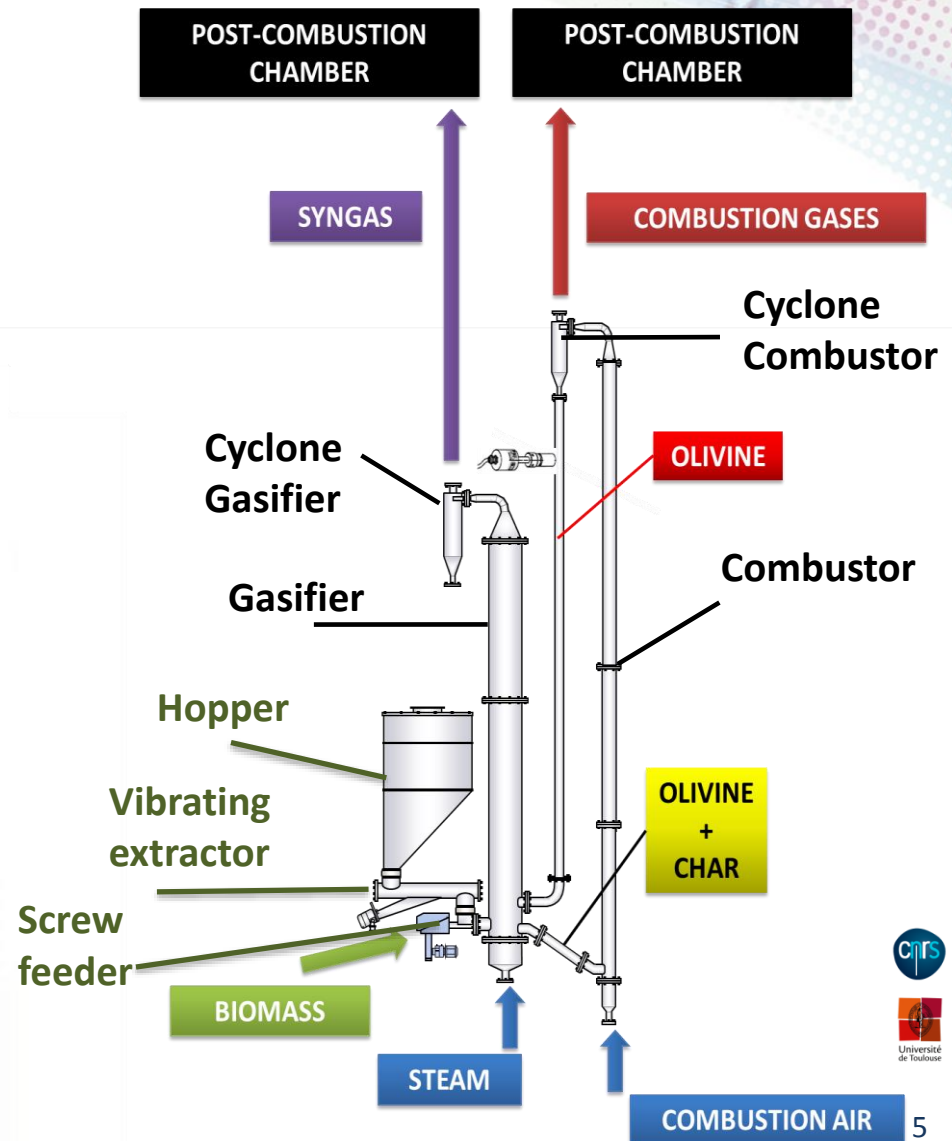 POST-COMBUSTION
CHAMBER
POST-COMBUSTION
CHAMBER
SYNGAS
COMBUSTION GASES
Cyclone
Combustor
Cyclone
Gasifier
OLIVINE
Combustor
Gasifier
Hopper
OLIVINE
+
CHAR
Vibrating
extractor
Screw
feeder
BIOMASS
STEAM
COMBUSTION AIR
cnrs
Université
de Toulouse
5